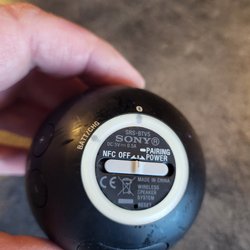 BATT/CHG
SRS-BTV5
SONY®
DC 5V 0.5A
PAIRING
NFC OFF POWER
MADE IN CHINA
WIRELESS
SPEAKER
SYSTEM
RESET